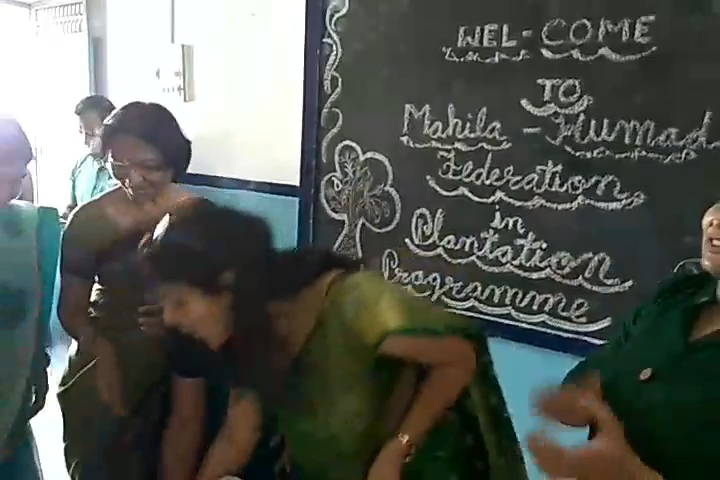 WEL-COME
TO
Mahila-Humad
Federation
in
Plantation
Programme